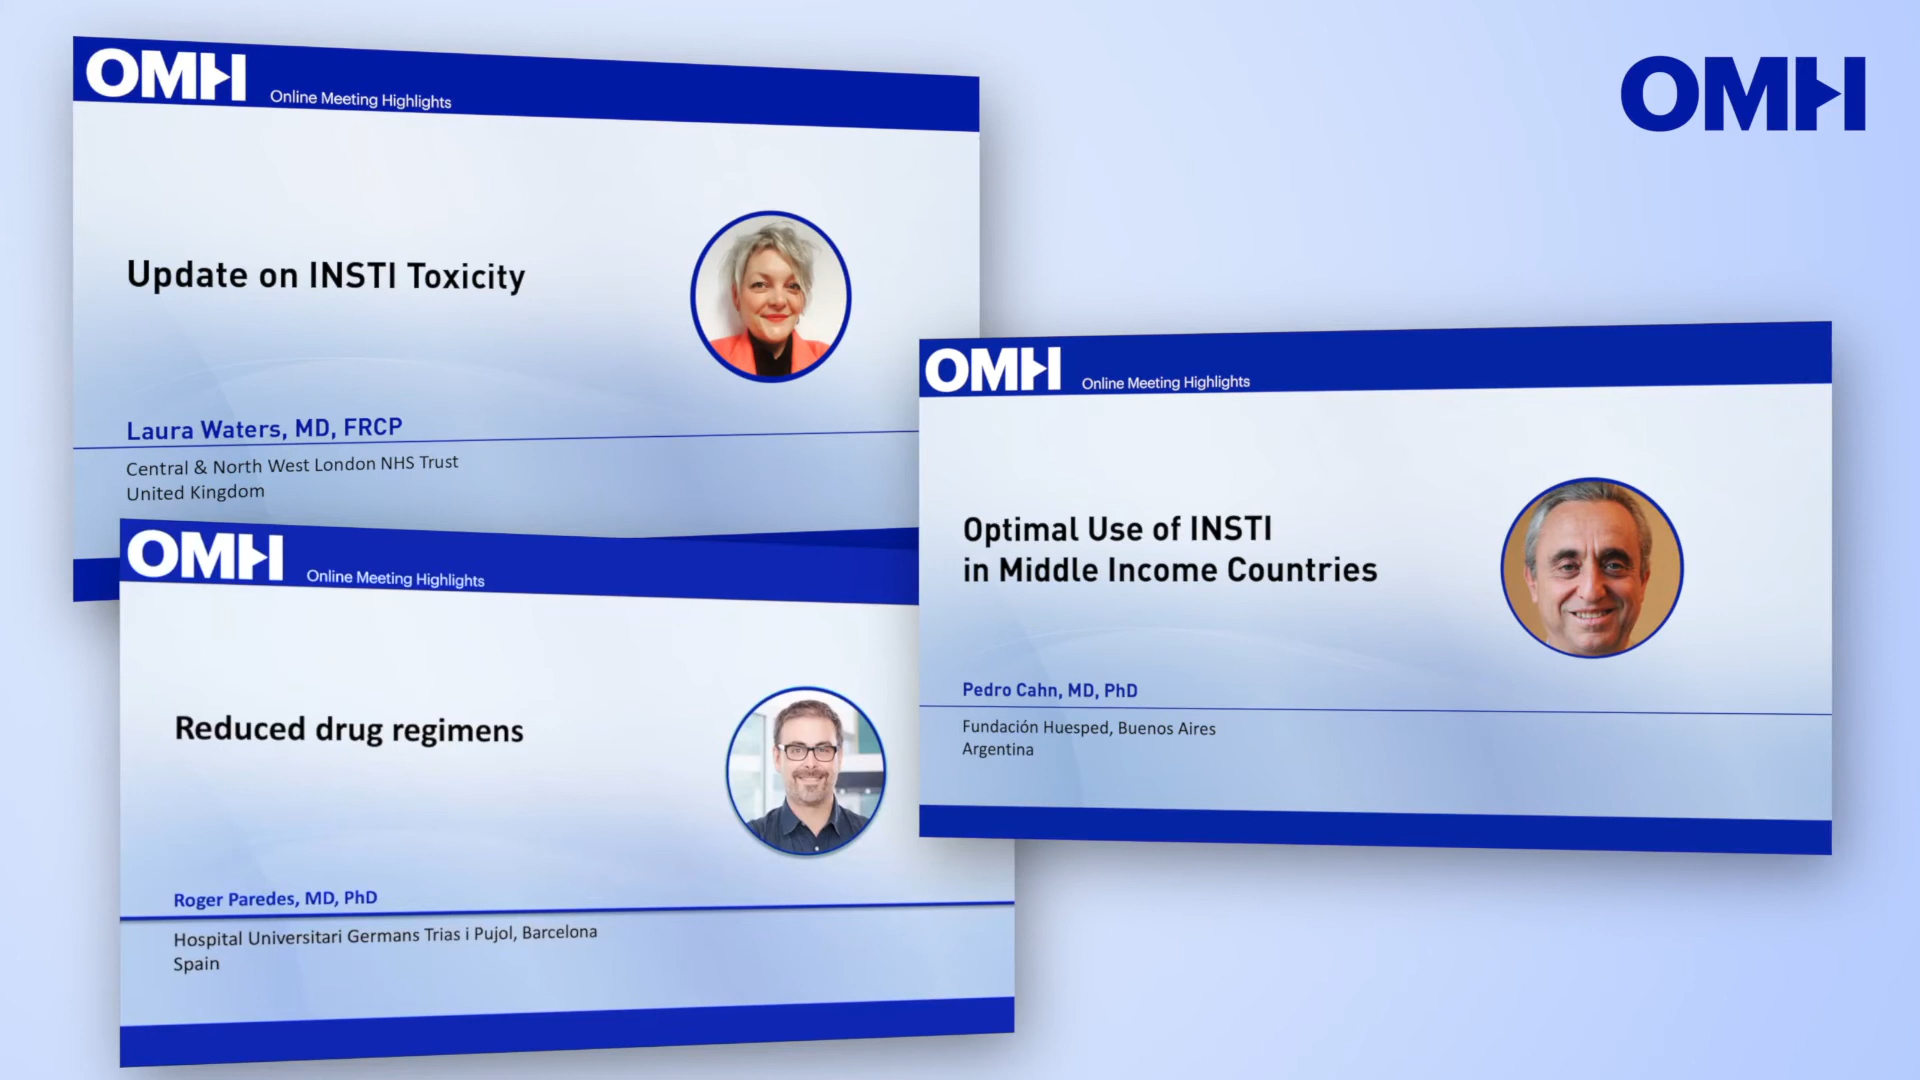 OMH Online Meeting Highlights
Update on INSTI Toxicity
Laura Waters, MD, FRCP
Central & North West London NHS Trust
United Kingdom
OMH
OMH Online Meeting Highlights
Optimal Use of INSTI
in Middle Income Countries
Pedro Cahn, MD, PhD
Fundación Huesped, Buenos Aires
Argentina
OMH Online Meeting Highlights
Reduced drug regimens
Roger Paredes, MD, PhD
Hospital Universitari Germans Trias i Pujol, Barcelona
Spain